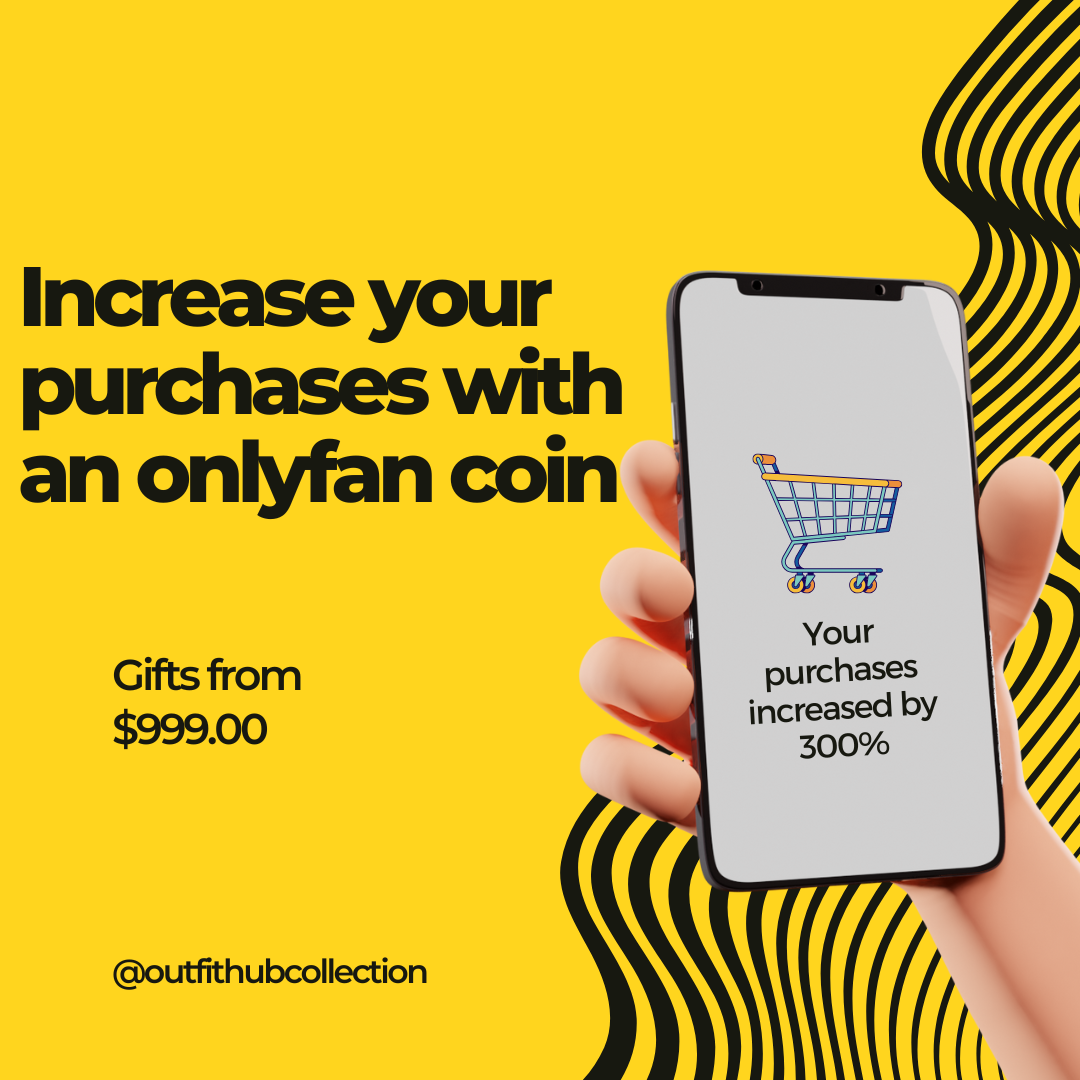 Increase your
purchases with
an onlyfan coin
Your
purchases
increased by
300%
Gifts from
$999.00
@outfithubcollection